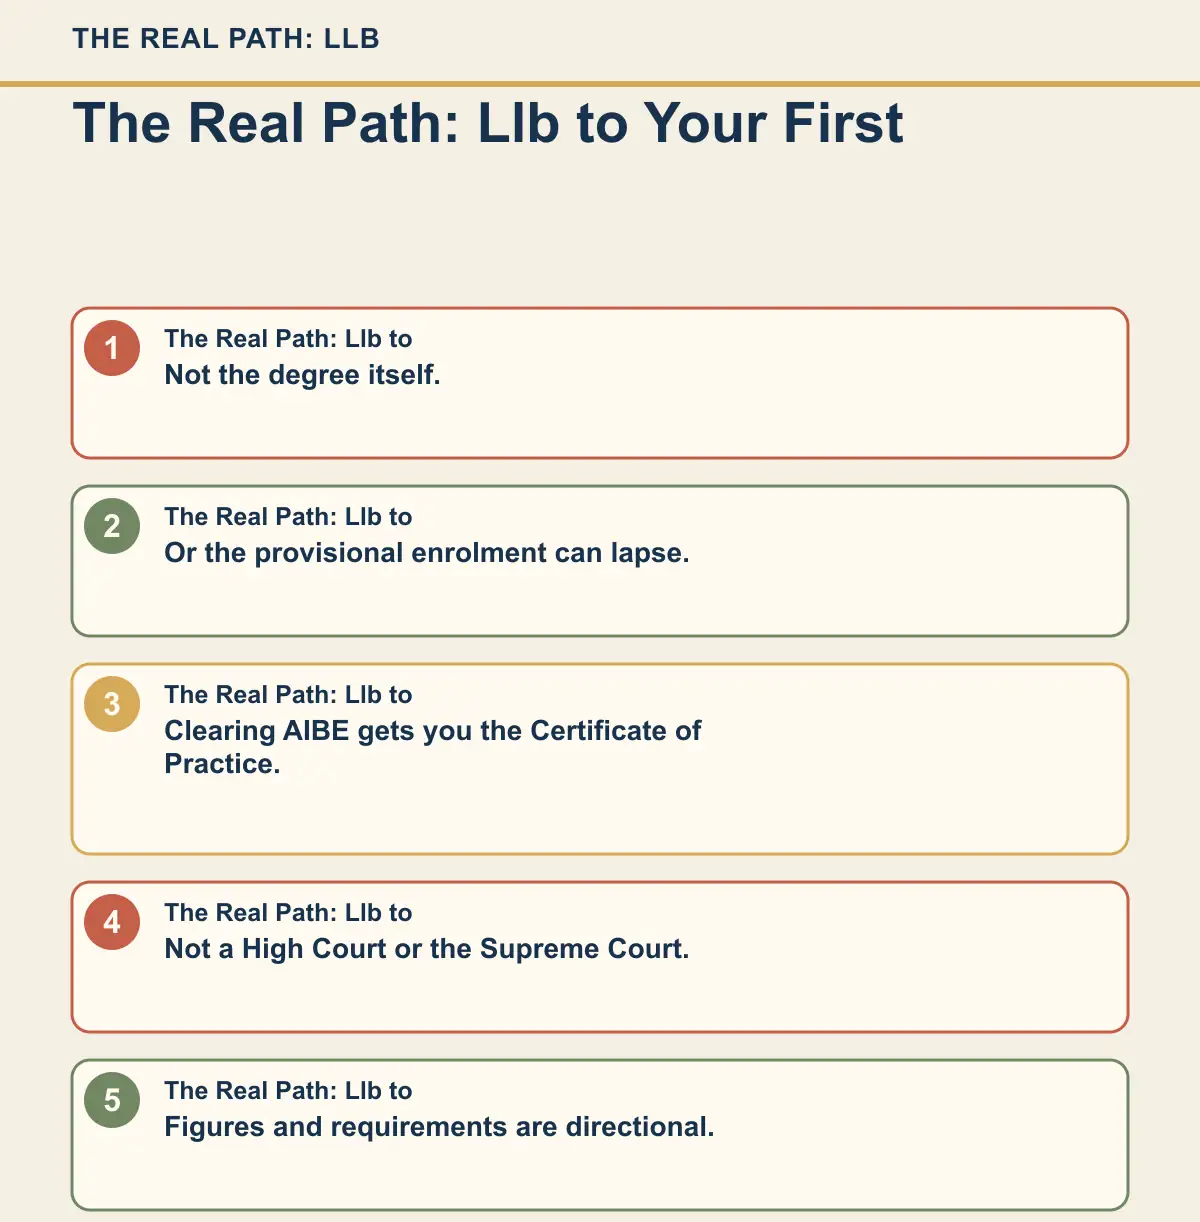 THE REAL PATH: LLB
The Real Path: Llb to Your First
1
The Real Path: Llb to
Not the degree itself.
2
The Real Path: Llb to
Or the provisional enrolment can lapse.
3
The Real Path: Llb to
Clearing AIBE gets you the Certificate of
Practice.
4
The Real Path: Llb to
Not a High Court or the Supreme Court.
5
The Real Path: Llb to
Figures and requirements are directional.